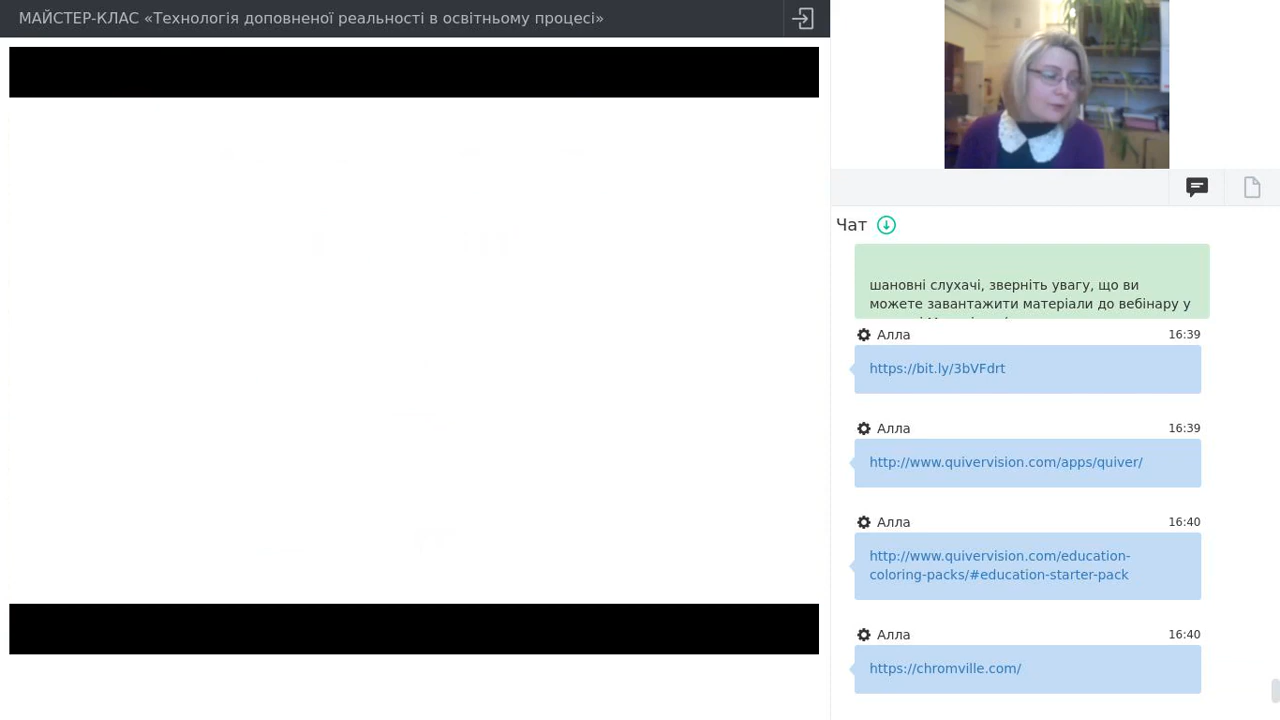 МАЙСТЕР-КЛАС «Технологія доповненої реальності в освітньому процесі»
Чат
шановні слухачі, зверніть увагу, що ви
можете завантажити матеріали до вебінару у
Алла 16:39
https://bit.ly/3bVFdrt
Алла 16:39
http://www.quivervision.com/apps/quiver/
Алла 16:40
http://www.quivervision.com/education-
coloring-packs/#education-starter-pack
Алла 16:40
https://chromville.com/